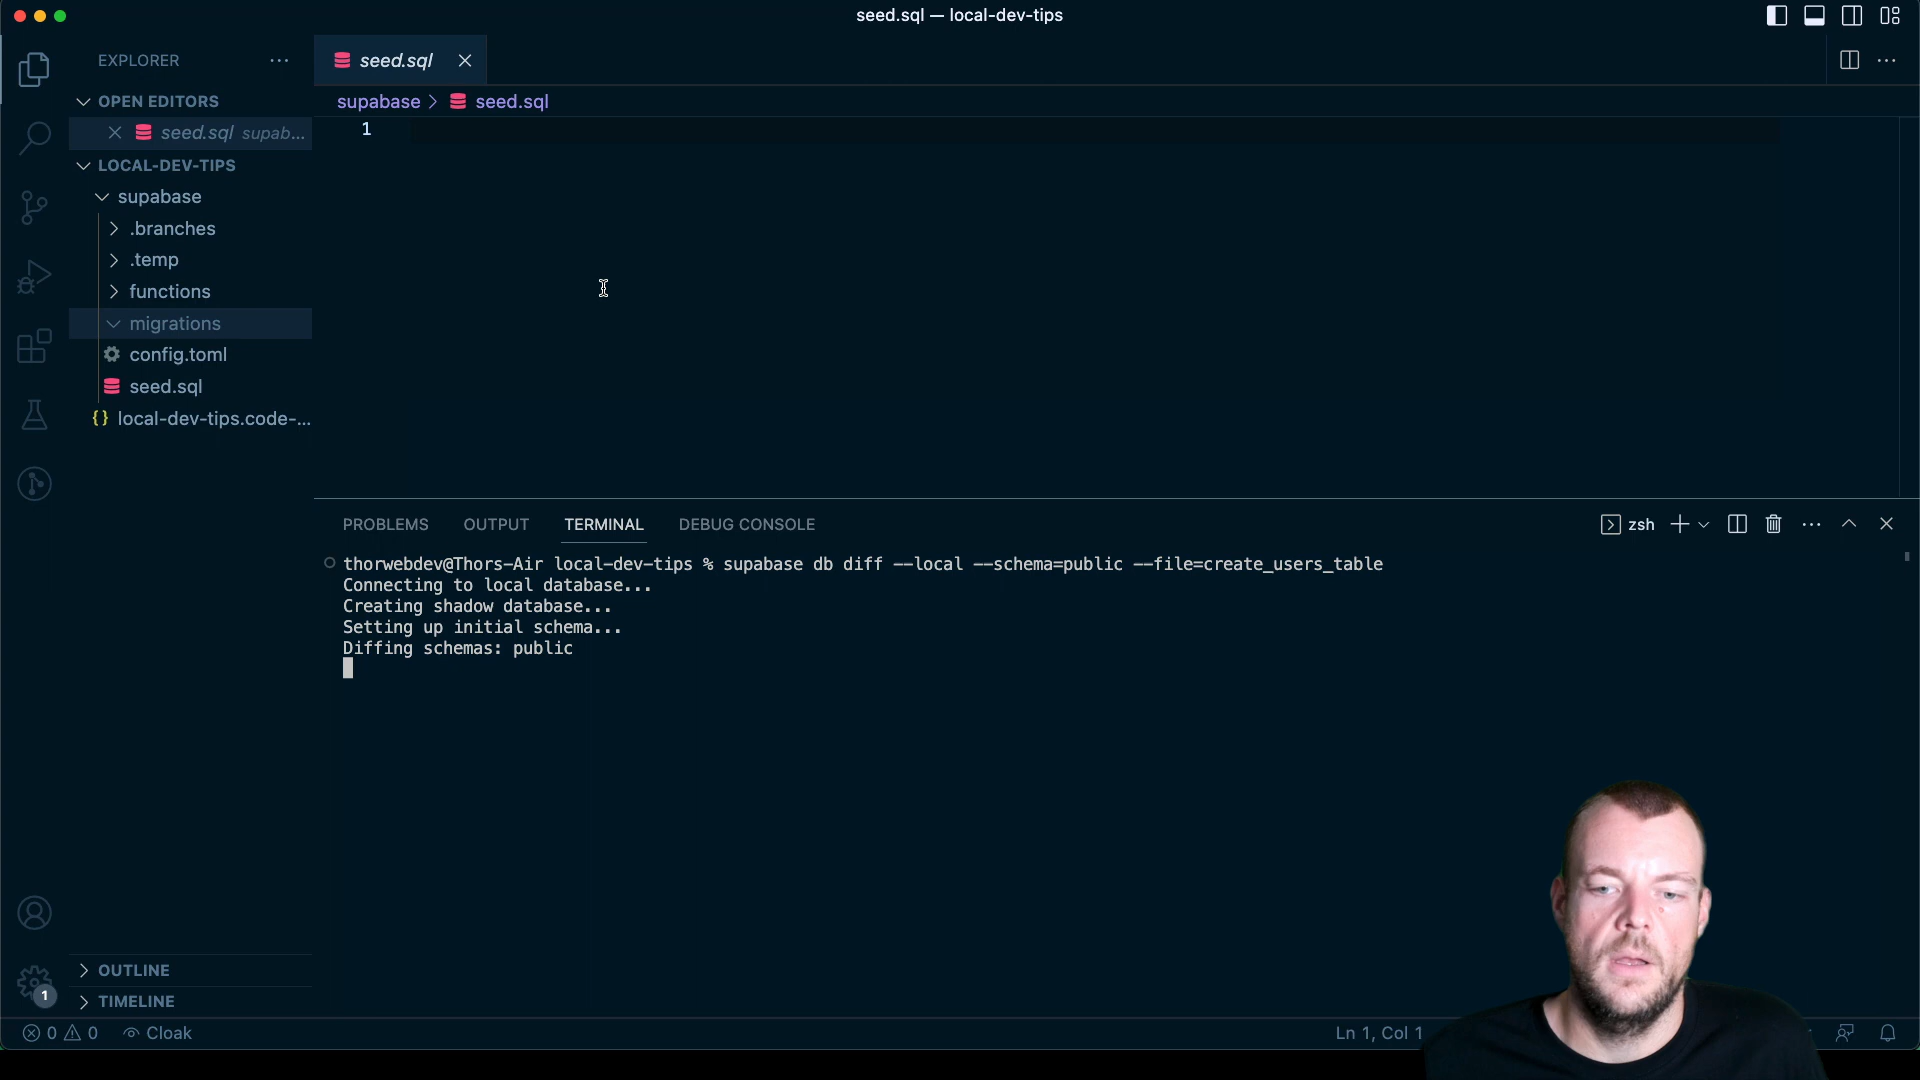 seed.sql — local-dev-tips
EXPLORER
seed.sql
OPEN EDITORS
supabase
seed.sql
seed.sql supab...
1
LOCAL-DEV-TIPS
supabase
.branches
.temp
functions
migrations
config.toml
seed.sql
{} local-dev-tips.code-...
PROBLEMS OUTPUT TERMINAL DEBUG CONSOLE
zsh
thorwebdev@Thors-Air local-dev-tips % supabase db diff --local --schema=public --file=create_users_table
Connecting to local database...
Creating shadow database...
Setting up initial schema...
Diffing schemas: public
OUTLINE
1
TIMELINE
0 0 Cloak
Ln 1, Col 1